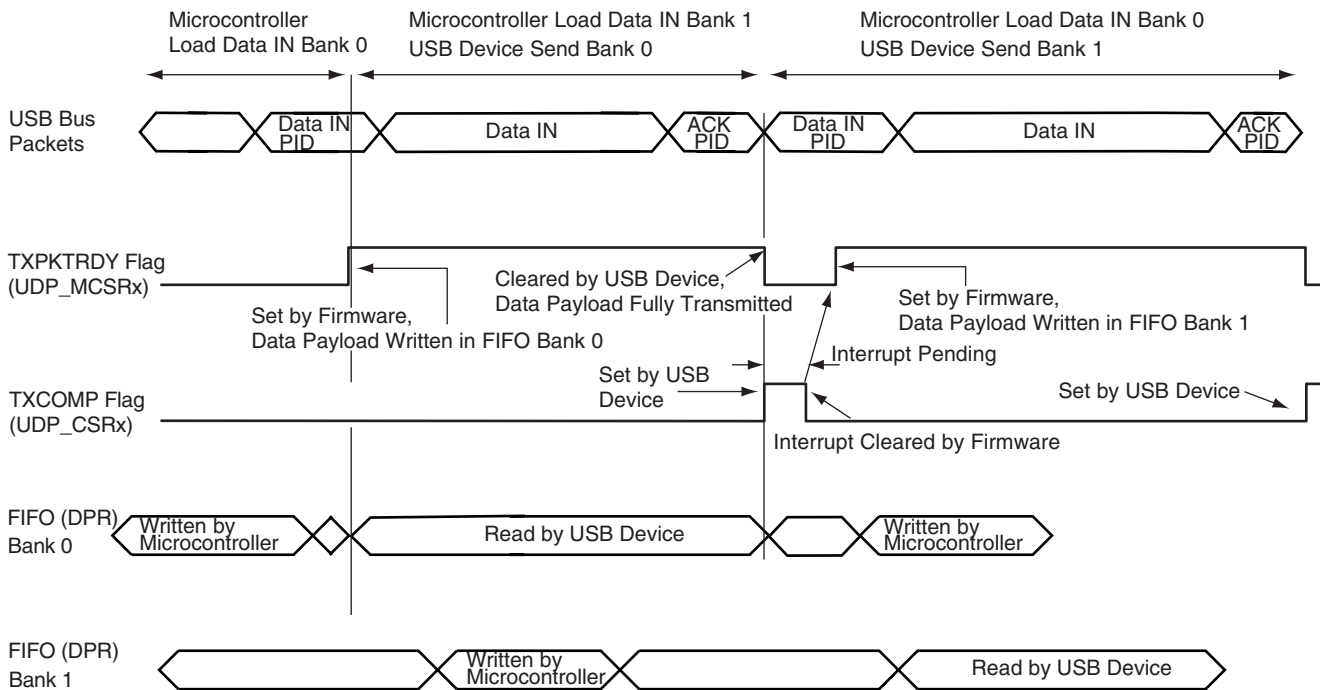 Microcontroller
Load Data IN Bank 0
Microcontroller Load Data IN Bank 1
USB Device Send Bank 0
Microcontroller Load Data IN Bank 0
USB Device Send Bank 1
USB Bus
Packets
Data IN
PID
Data IN
ACK
PID
Data IN
PID
Data IN
ACK
PID
TXPKTRDY Flag
(UDP_MCSRx)
Set by Firmware,
Data Payload Written in FIFO Bank 0
Cleared by USB Device,
Data Payload Fully Transmitted
Set by Firmware,
Data Payload Written in FIFO Bank 1
Interrupt Pending
TXCOMP Flag
(UDP_CSRx)
Set by USB
Device
Set by USB Device
Interrupt Cleared by Firmware
FIFO (DPR)
Bank 0
Written by
Microcontroller
Read by USB Device
Written by
Microcontroller
FIFO (DPR)
Bank 1
Written by
Microcontroller
Read by USB Device